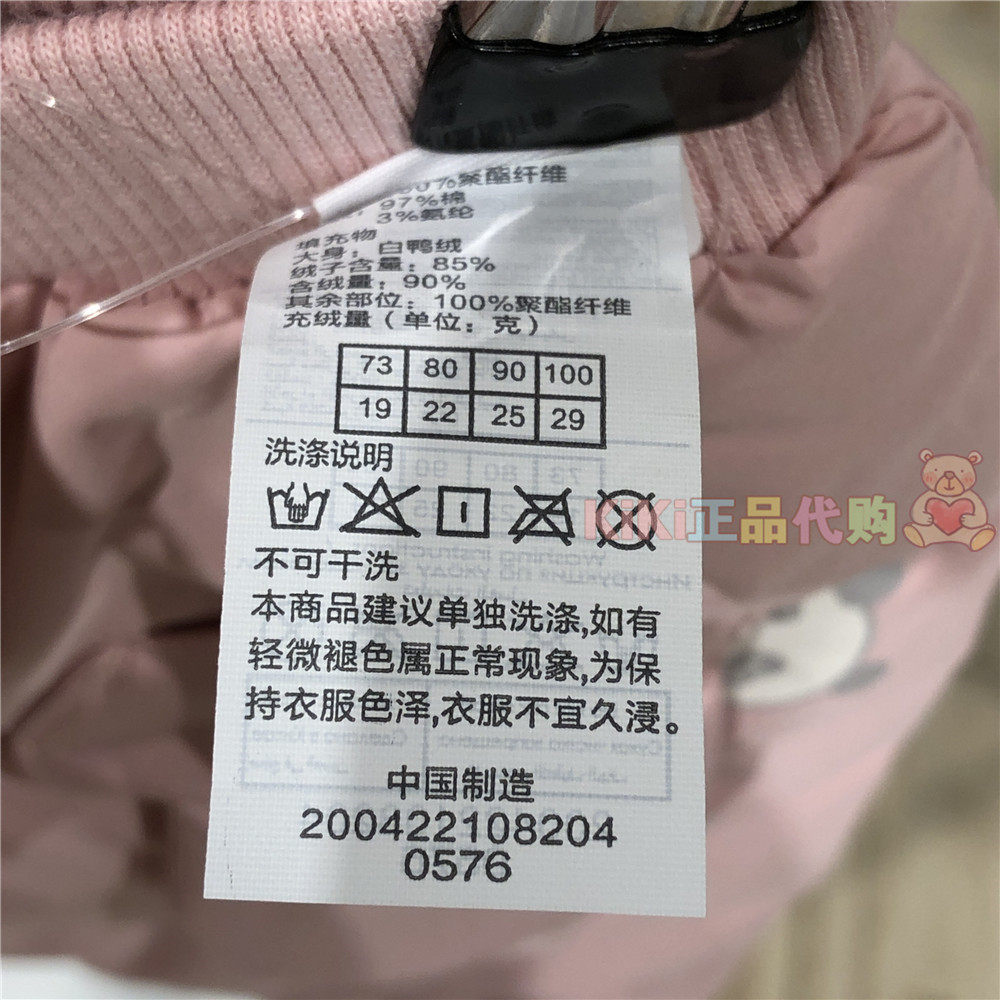 聚酯纤维
97%棉
3%氨纶
填充物
大身：白鸭绒
绒子含量：85%
含绒量：90%
其余部位：100%聚酯纤维
充绒量（单位：克）
73 80 90 100
19 22 25 29
洗涤说明
KiKi正品代购
不可干洗
本商品建议单独洗涤,如有
轻微褪色属正常现象,为保
持衣服色泽,衣服不宜久浸。
中国制造
200422108204
0576